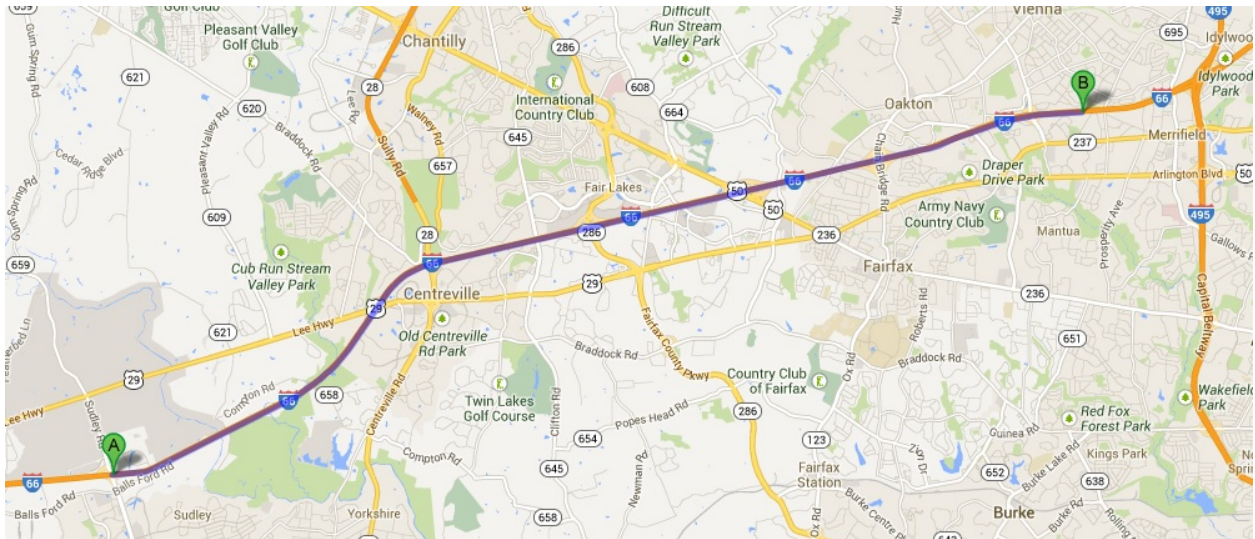 659
Golf Club
Pleasant Valley
Golf Club
Gum Spring Rd
621
620
Braddock Rd
Pleasant Valley Rd
Cedar Ridge Blvd
Gum Spring Rd
609
659
Chantilly
28
Lee Rd
Walney Rd
Sully Rd
657
286
International
Country Club
645
Difficult
Run Stream
Valley Park
608
664
Vienna
495
695
Idylwood
Idylwood
Park
B
66
66
Oakton
237
Merrifield
Draper
Drive Park
Arlington Blvd
50
Chain Bridge Rd
Army Navy
Country Club
Mantua
Prosperity Ave
495
Gallows Rd
Capital Beltway
Fair Lakes
50
50
66
66
286
236
Fairfax
236
28
66
Cub Run Stream
Valley Park
Centreville
29
29
621
Lee Hwy
Old Centreville
Rd Park
29
Lee Hwy
Compton Rd
66
658
Centreville Rd
Twin Lakes
Golf Course
Clifton Rd
Braddock Rd
Fairfax County Pkwy
Country Club
of Fairfax
Ox Rd
Roberts Rd
Braddock Rd
651
Wakefield
Park
Red Fox
Forest Park
Kings Park
Guinea Rd
Popes Head Rd
286
654
645
Newman Rd
123
Fairfax
Station
Zion Dr
652
Burke Lake Rd
638
Rolling
Burke
Burke Rd
Burke Centre
Ox Rd
Sudley Rd
A
66
Balls Ford Rd
Balls Ford Rd
Sudley
Yorkshire
Compton Rd
658